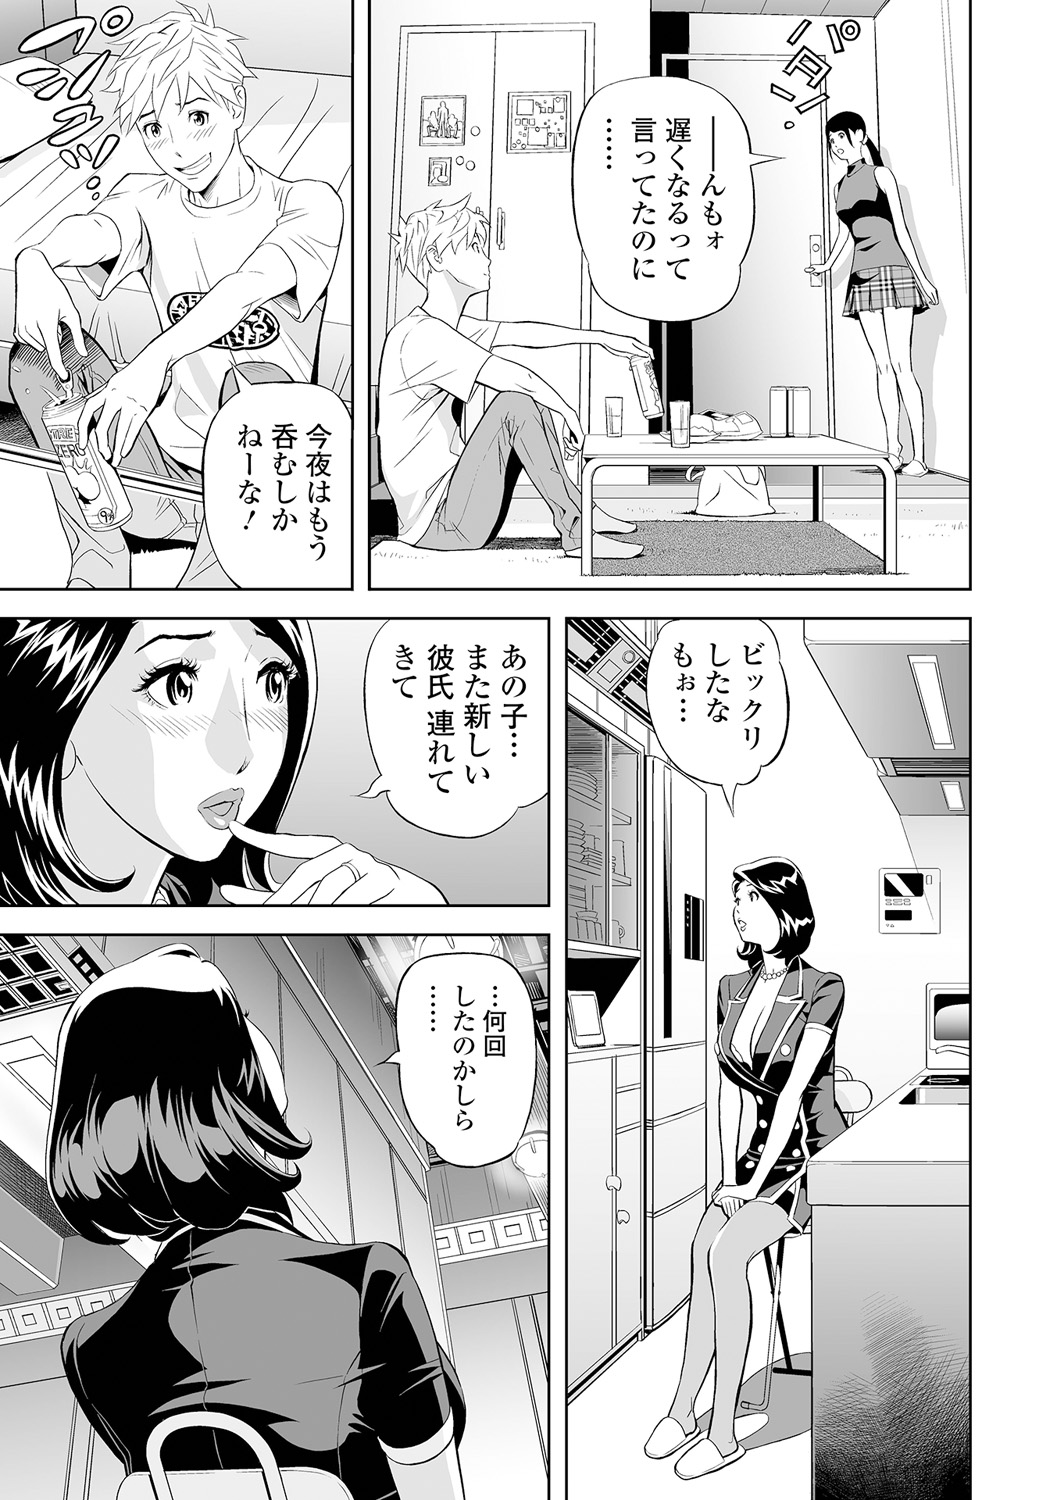 パタン
――んもォ
遅くなるって
言ってたのに
……
今夜はもう
呑むしか
ねーな！
ZERO
9%
ビックリ
したな
もぉ…
あの子…
また新しい
彼氏 連れて
きて
…何回
したのかしら
……